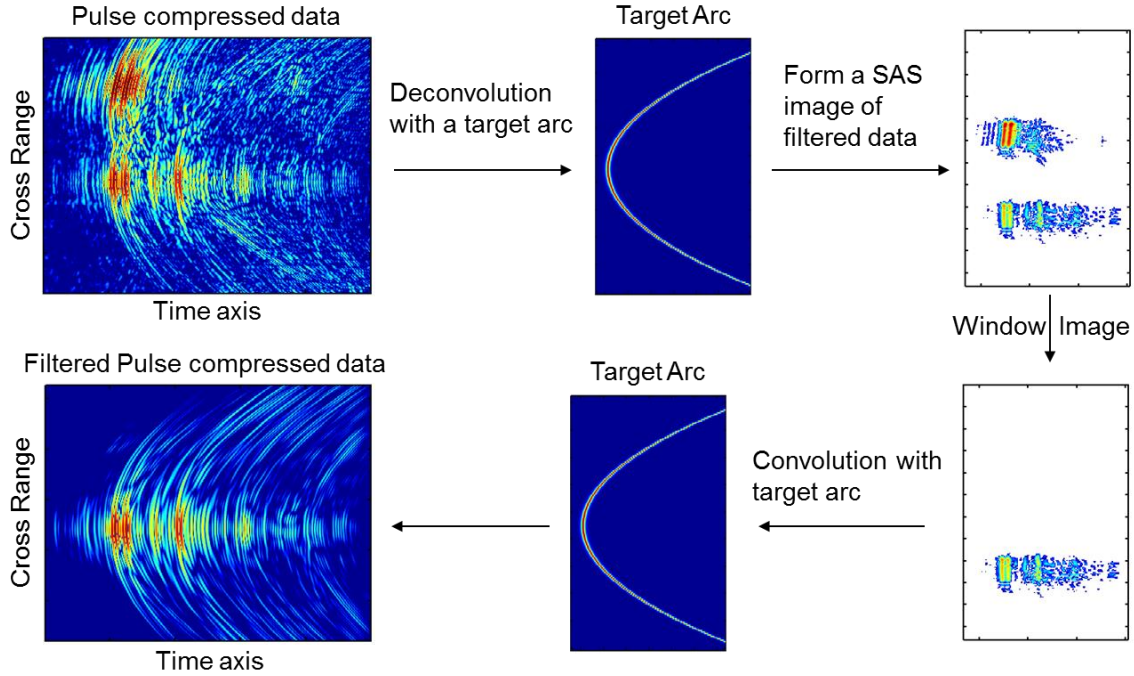 Pulse compressed data
Target Arc
Cross Range
Time axis
Deconvolution
with a target arc
Form a SAS
image of
filtered data
Window Image
Filtered Pulse compressed data
Target Arc
Cross Range
Time axis
Convolution with
target arc